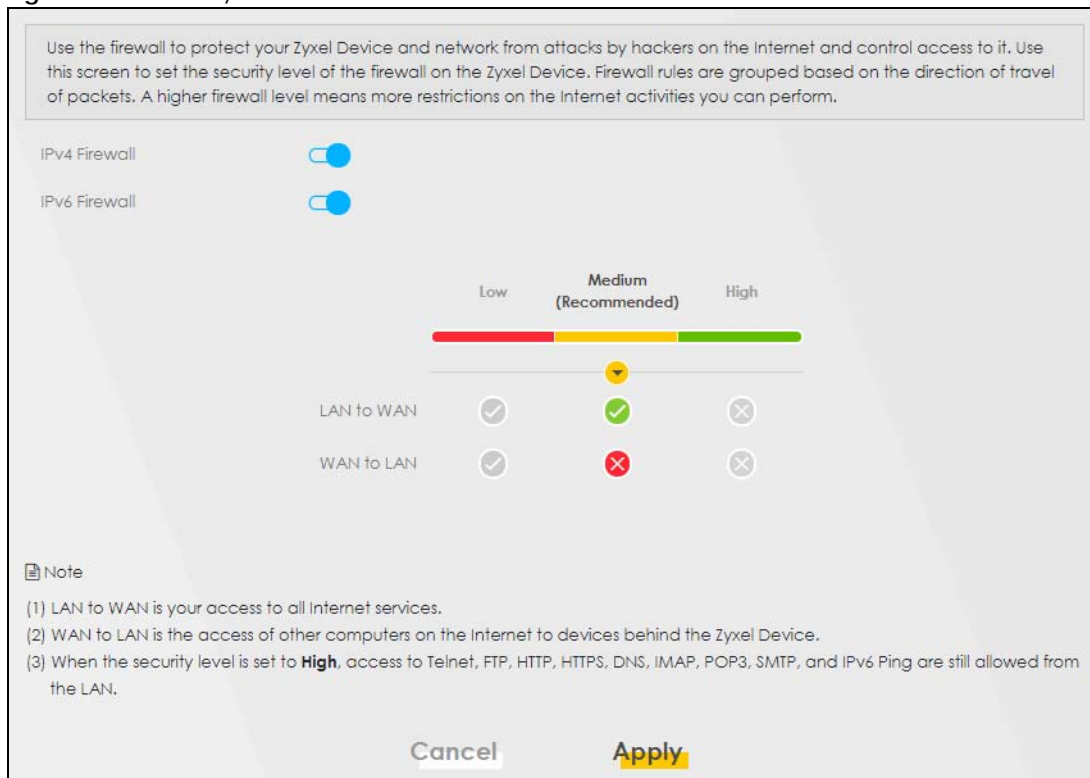 Use the firewall to protect your Zyxel Device and network from attacks by hackers on the Internet and control access to it. Use
this screen to set the security level of the firewall on the Zyxel Device. Firewall rules are grouped based on the direction of travel
of packets. A higher firewall level means more restrictions on the Internet activities you can perform.
IPv4 Firewall
IPv6 Firewall
Low
Medium
(Recommended)
High
LAN to WAN
WAN to LAN
Note
(1) LAN to WAN is your access to all Internet services.
(2) WAN to LAN is the access of other computers on the Internet to devices behind the Zyxel Device.
(3) When the security level is set to High, access to Telnet, FTP, HTTP, HTTPS, DNS, IMAP, POP3, SMTP, and IPv6 Ping are still allowed from
the LAN.
Cancel
Apply